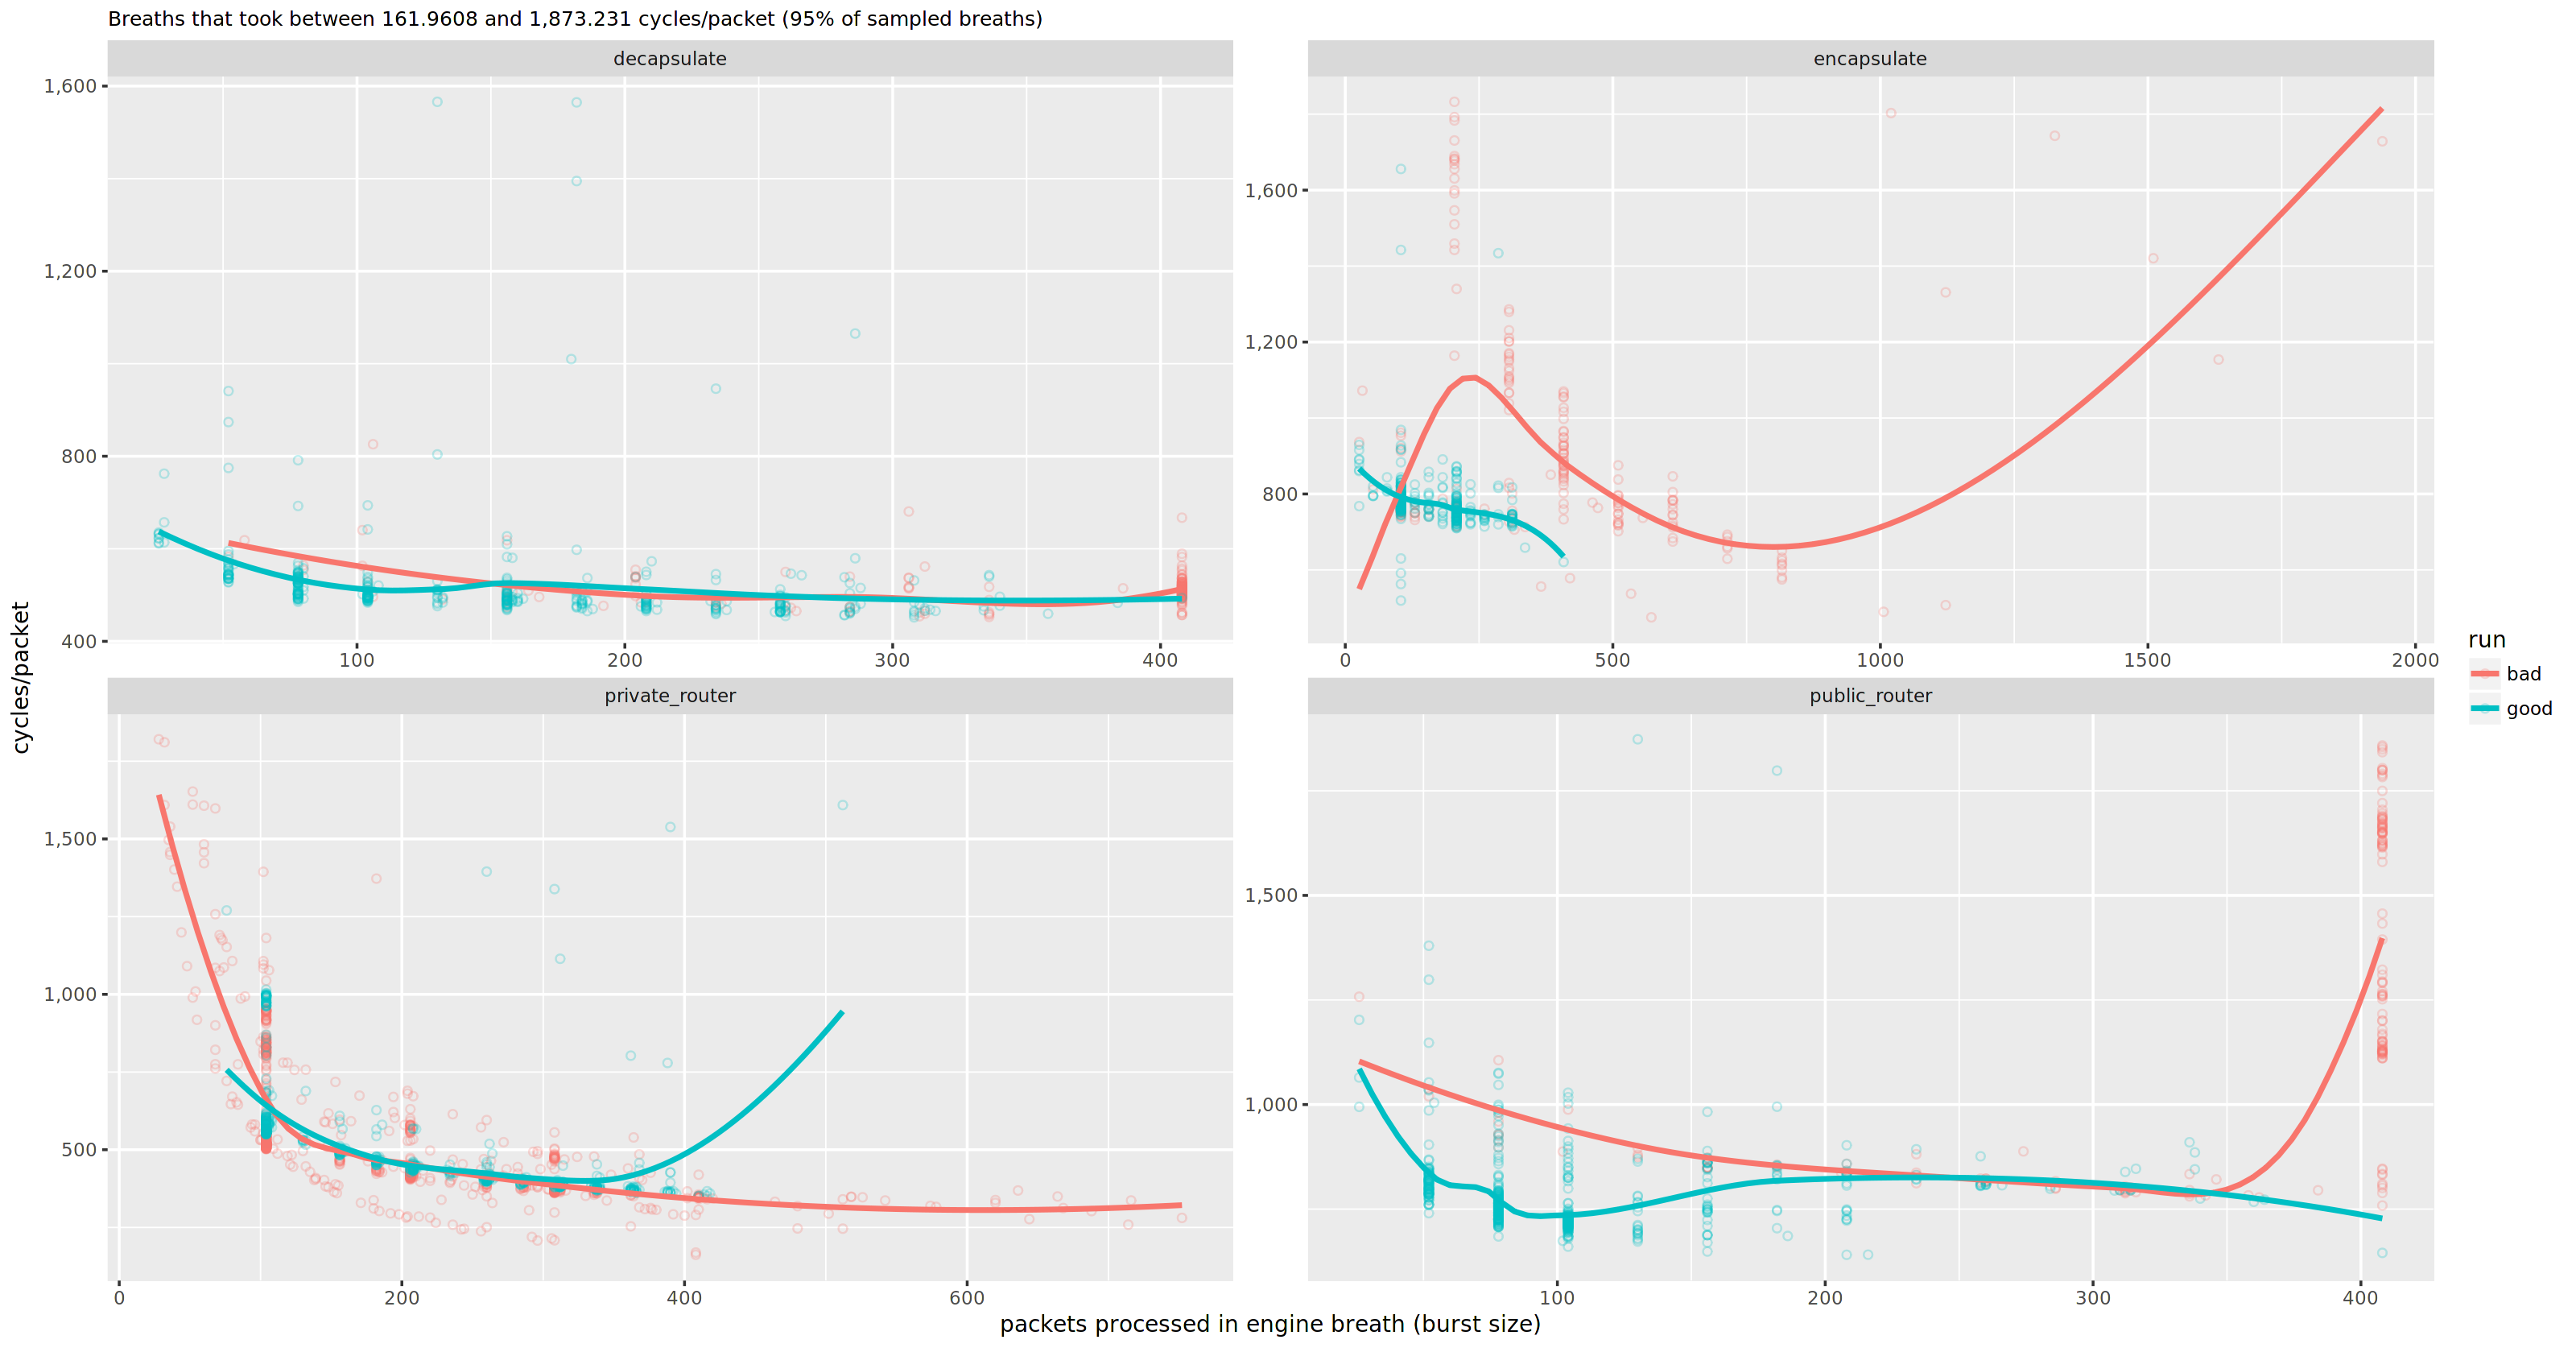 Breaths that took between 161.9608 and 1,873.231 cycles/packet (95% of sampled breaths)
decapsulate
1,600
1,200
800
400
100
200
300
400
encapsulate
1,600
1,200
800
0
500
1000
1500
2000
private_router
1,500
1,000
500
0
200
400
600
public_router
1,500
1,000
100
200
300
400
cycles/packet
packets processed in engine breath (burst size)
run
bad
good